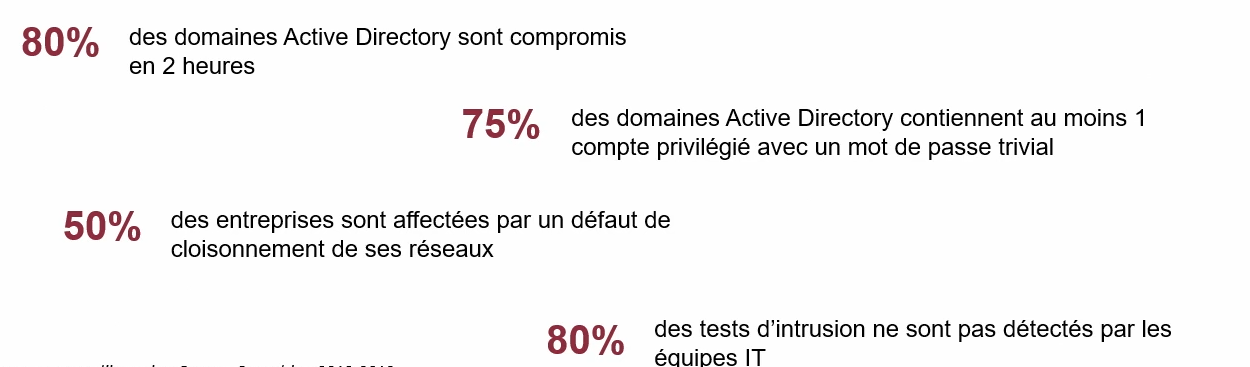 80% des domaines Active Directory sont compromis
en 2 heures
75% des domaines Active Directory contiennent au moins 1
compte privilégié avec un mot de passe trivial
50% des entreprises sont affectées par un défaut de
cloisonnement de ses réseaux
80% des tests d’intrusion ne sont pas détectés par les
équipes IT